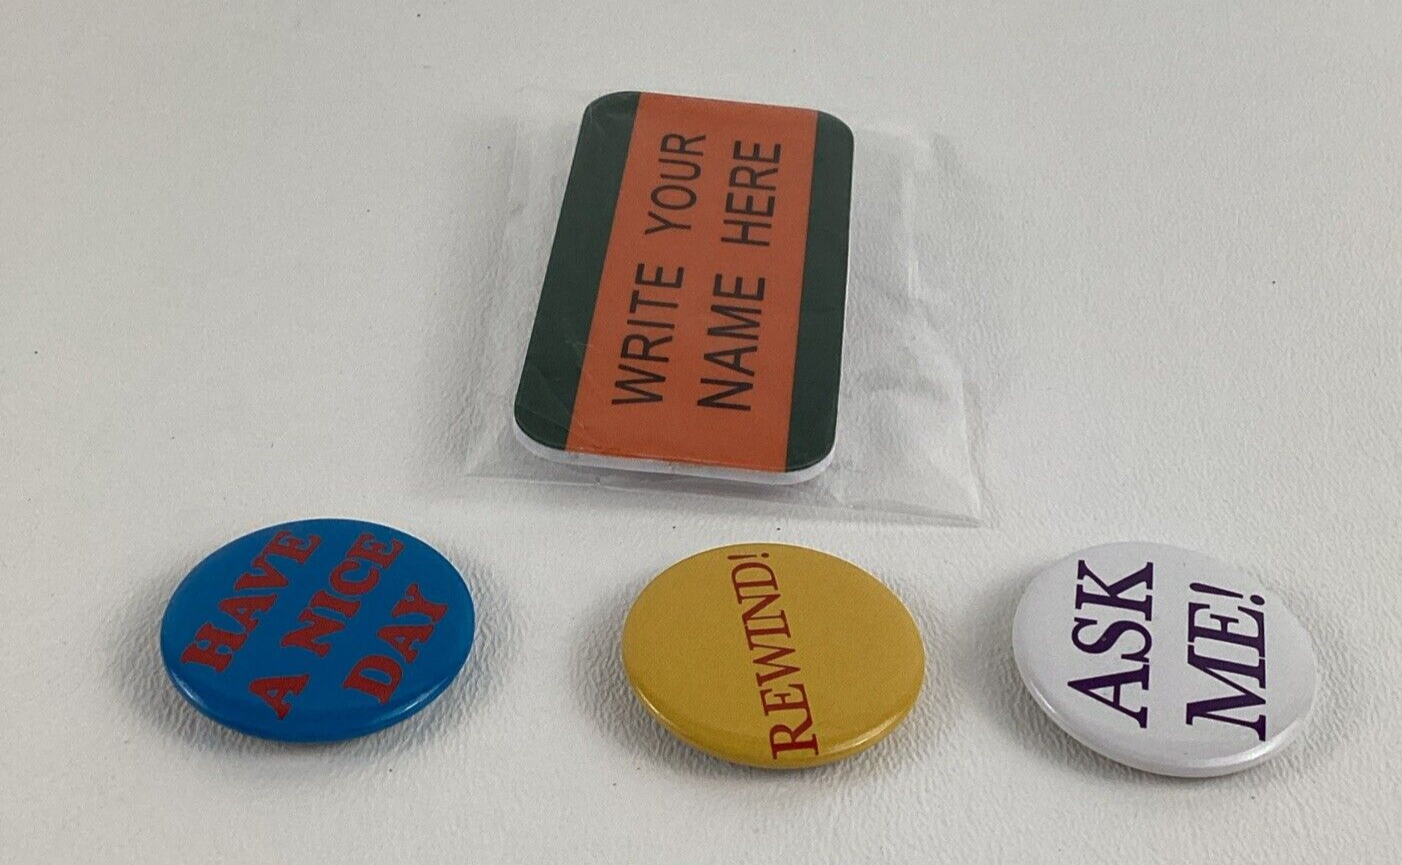 WRITE YOUR
NAME HERE
HAVE
A NICE
DAY
REWIND!
ASK
ME!